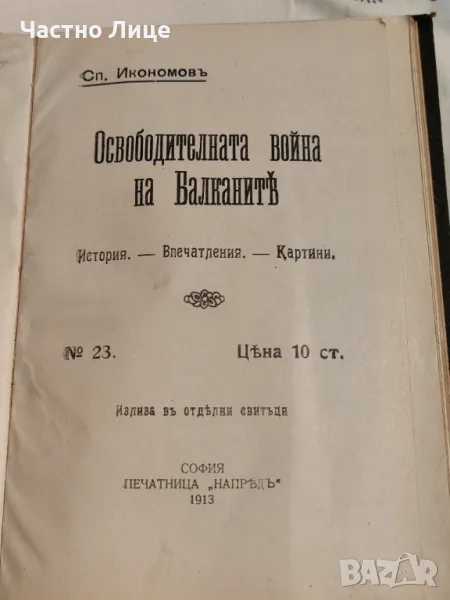 Частно Лице
Сп. Икономовъ
Освободителната война
на Балканитѣ
История. — Впечатления. — Картини.
№ 23. Цѣна 10 ст.
Излиза въ отдѣлни свитъци
СОФИЯ
ПЕЧАТНИЦА „НАПРѢДЪ“
1913
BAZAR